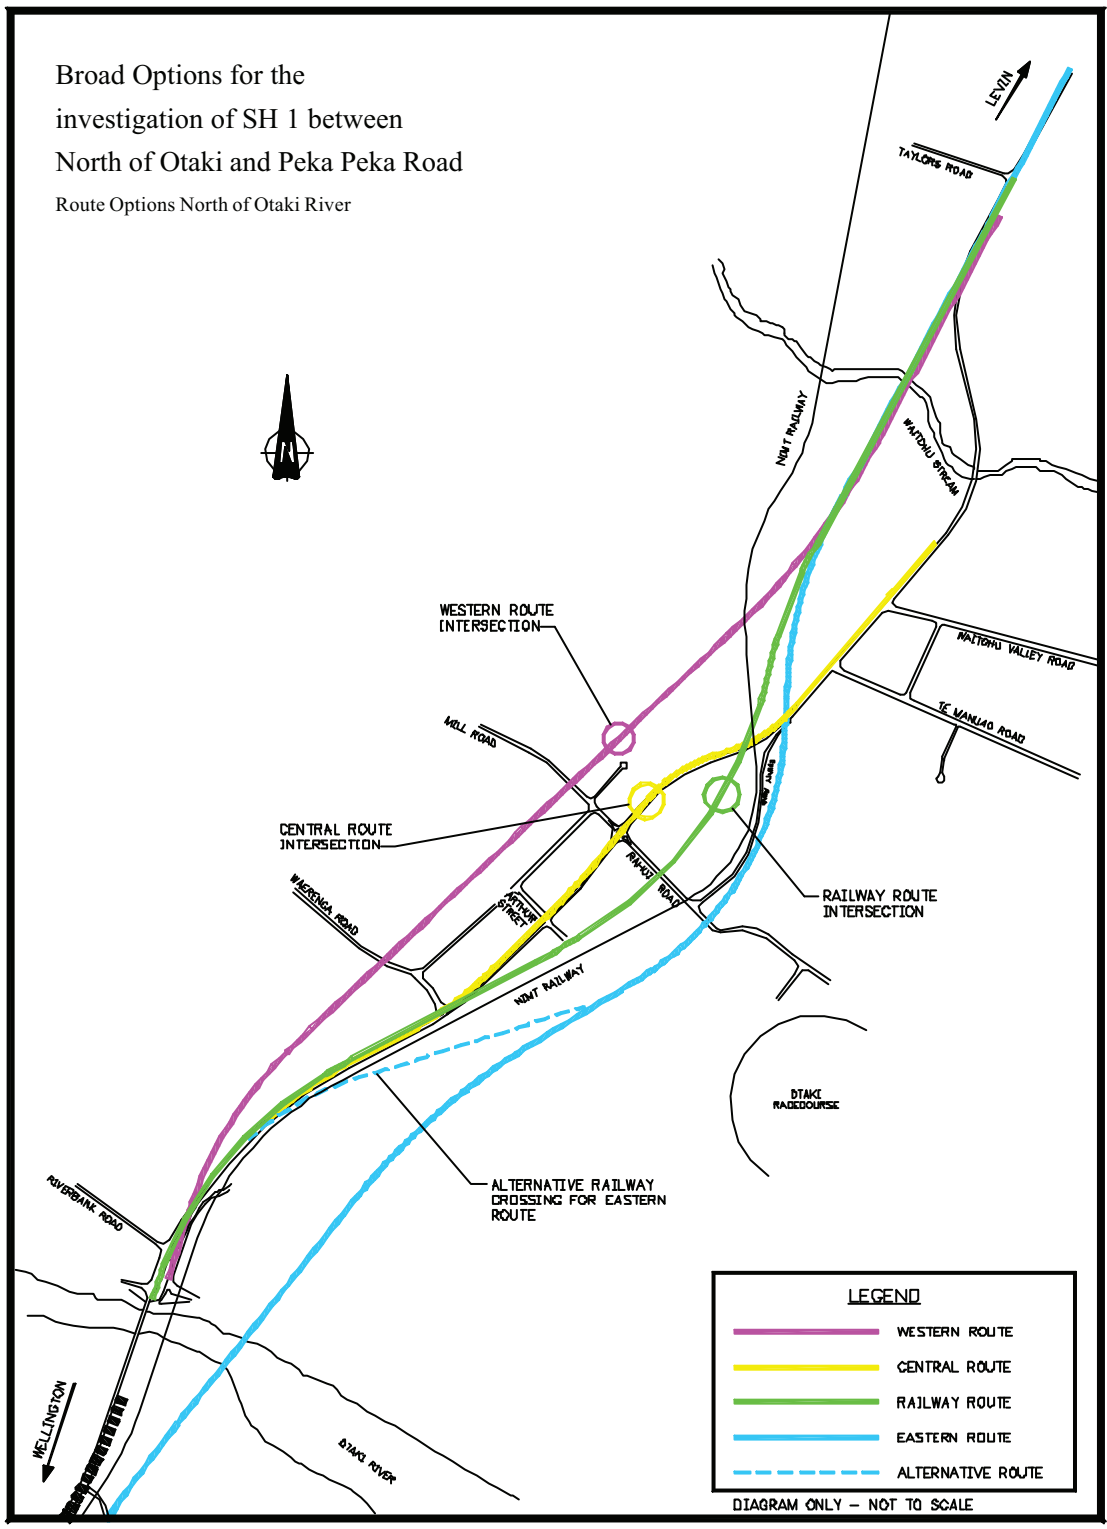 Broad Options for the
investigation of SH 1 between
North of Otaki and Peka Peka Road
Route Options North of Otaki River
LEVIN
TAYLORS ROAD
NIMT RAILWAY
WAITOHU STREAM
WESTERN ROUTE
INTERSECTION
WAITOHU VALLEY ROAD
MILL ROAD
TE MANUAO ROAD
CENTRAL ROUTE
INTERSECTION
RAHUI ROAD
WAERENGA ROAD
ARTHUR
STREET
RAILWAY ROUTE
INTERSECTION
NIMT RAILWAY
OTAKI
RACECOURSE
RIVERBANK ROAD
ALTERNATIVE RAILWAY
CROSSING FOR EASTERN
ROUTE
WELLINGTON
OTAKI RIVER
LEGEND
WESTERN ROUTE
CENTRAL ROUTE
RAILWAY ROUTE
EASTERN ROUTE
ALTERNATIVE ROUTE
DIAGRAM ONLY – NOT TO SCALE